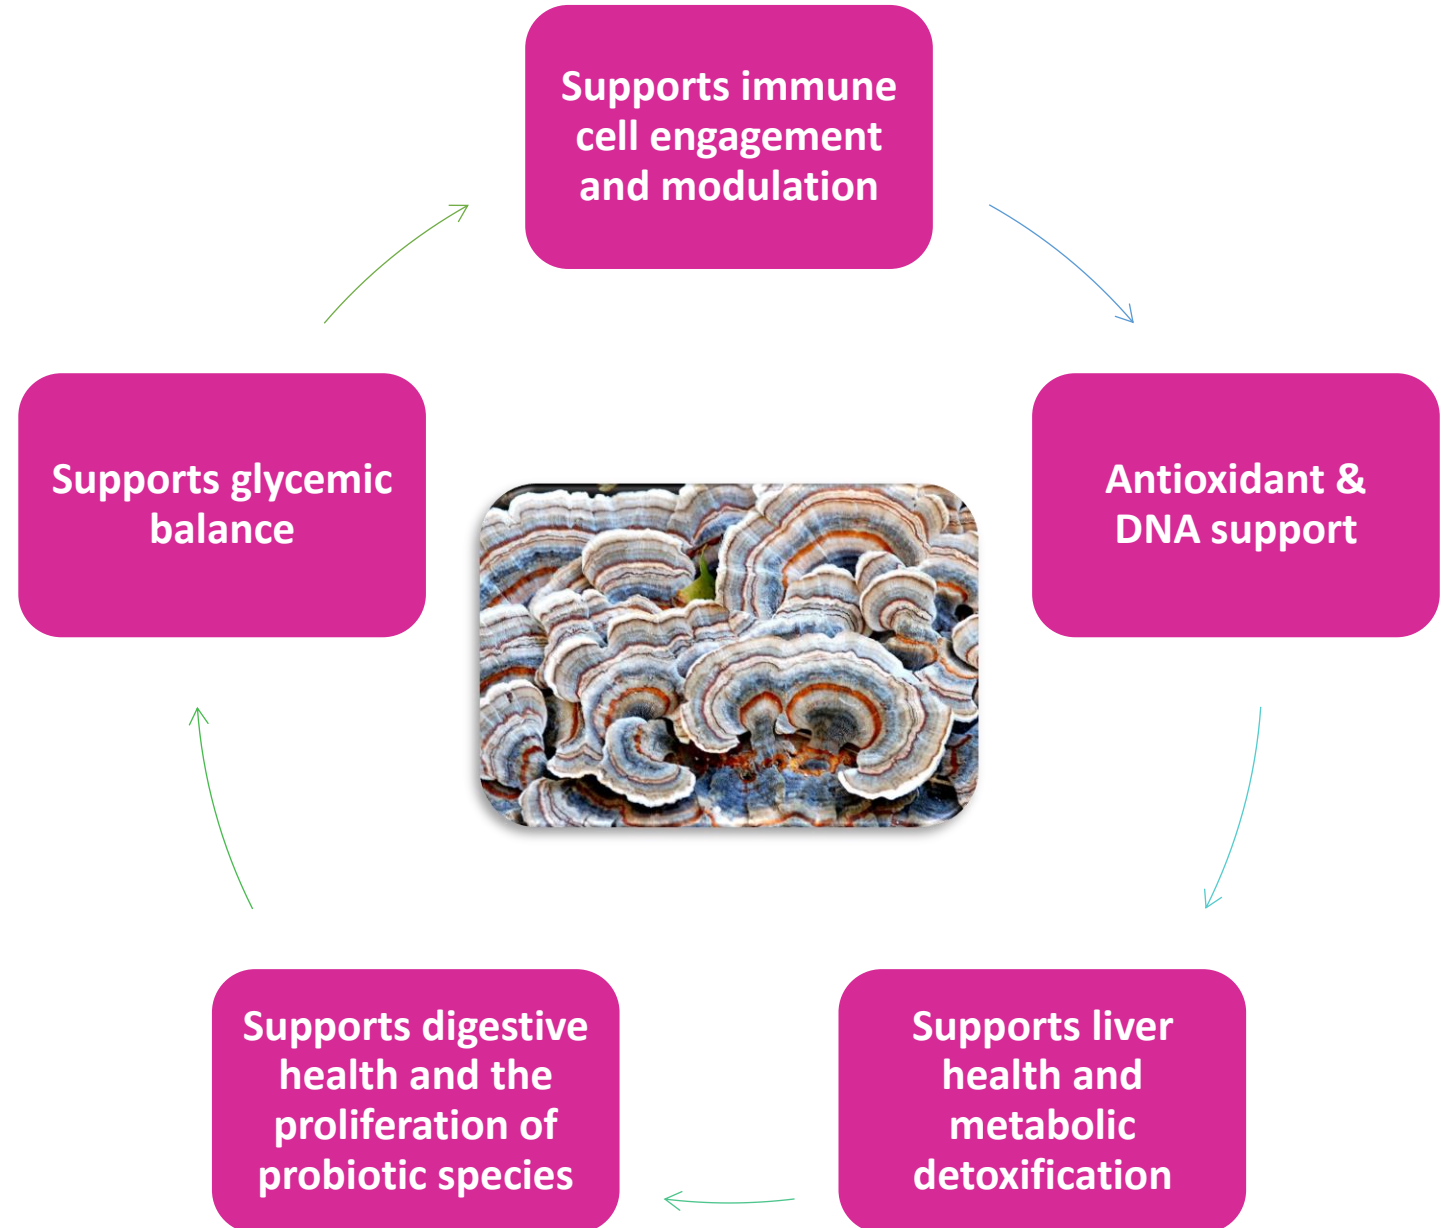 Supports immune
cell engagement
and modulation
Antioxidant &
DNA support
Supports liver
health and
metabolic
detoxification
Supports digestive
health and the
proliferation of
probiotic species
Supports glycemic
balance